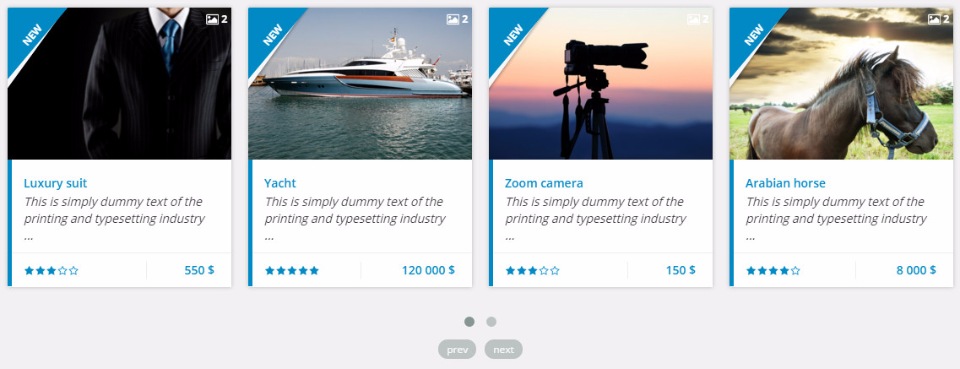 NEW
2
Luxury suit
This is simply dummy text of the
printing and typesetting industry
...
550 $
NEW
2
Yacht
This is simply dummy text of the
printing and typesetting industry
...
120 000 $
NEW
2
Zoom camera
This is simply dummy text of the
printing and typesetting industry
...
150 $
NEW
2
Arabian horse
This is simply dummy text of the
printing and typesetting industry
...
8 000 $
prev
next